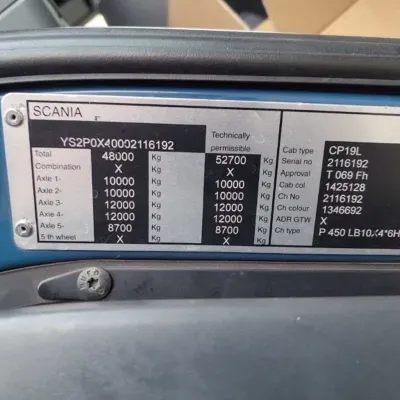 SCANIA
YS2P0X40002116192
Technically permissible
Total 48000 Kg 52700 Kg
Combination X Kg X Kg
Axle 1- 10000 Kg 10000 Kg
Axle 2- 10000 Kg 10000 Kg
Axle 3- 12000 Kg 12000 Kg
Axle 4- 12000 Kg 12000 Kg
Axle 5- 8700 Kg 8700 Kg
5 th wheel X Kg X Kg
Cab type CP19L
Serial no 2116192
Approval T 069 Fh
Cab col 1425128
Ch No 2116192
Ch colour 1346692
ADR GTW X
Ch type P 450